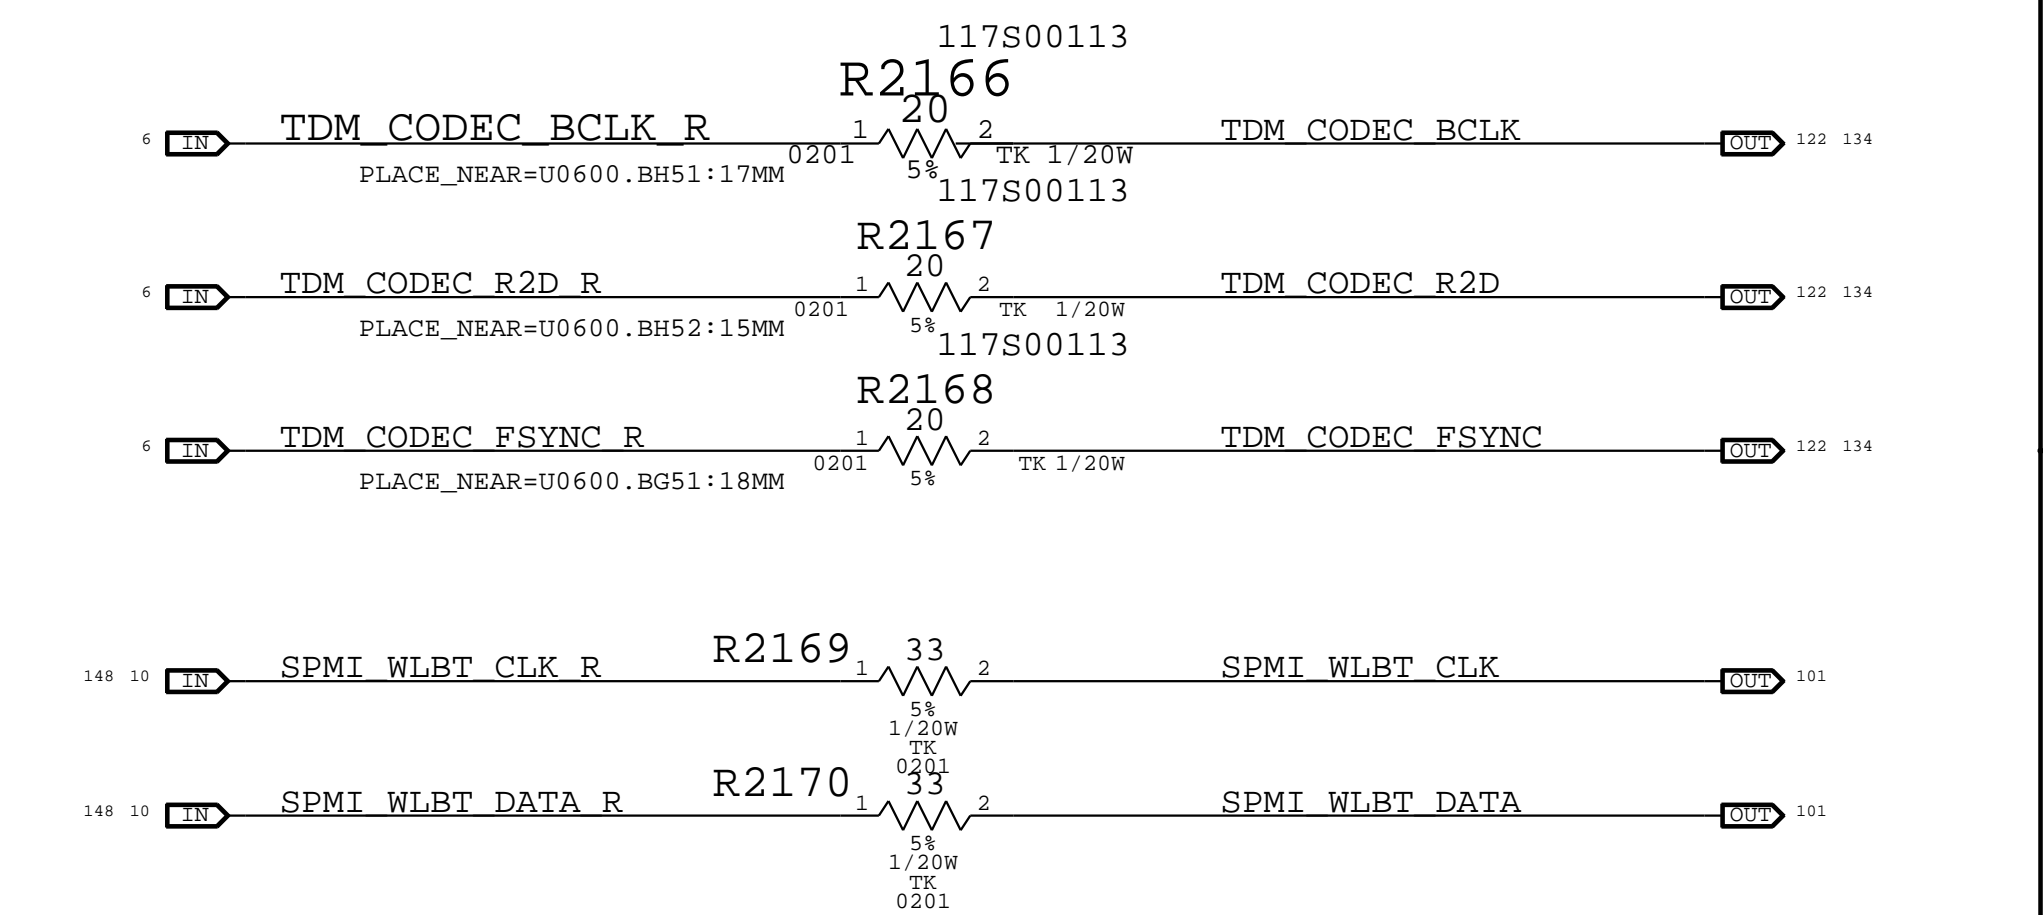 117S00113
R2166
20
6 IN TDM_CODEC_BCLK_R 1 2 TDM_CODEC_BCLK OUT 122 134
0201 TK 1/20W
PLACE_NEAR=U0600.BH51:17MM 5%
117S00113
R2167
20
6 IN TDM_CODEC_R2D_R 1 2 TDM_CODEC_R2D OUT 122 134
0201 TK 1/20W
PLACE_NEAR=U0600.BH52:15MM 5%
117S00113
R2168
20
6 IN TDM_CODEC_FSYNC_R 1 2 TDM_CODEC_FSYNC OUT 122 134
0201 TK 1/20W
PLACE_NEAR=U0600.BG51:18MM 5%
R2169 33
148 10 IN SPMI_WLBT_CLK_R 1 2 SPMI_WLBT_CLK OUT 101
5%
1/20W
TK
0201
R2170 33
148 10 IN SPMI_WLBT_DATA_R 1 2 SPMI_WLBT_DATA OUT 101
5%
1/20W
TK
0201